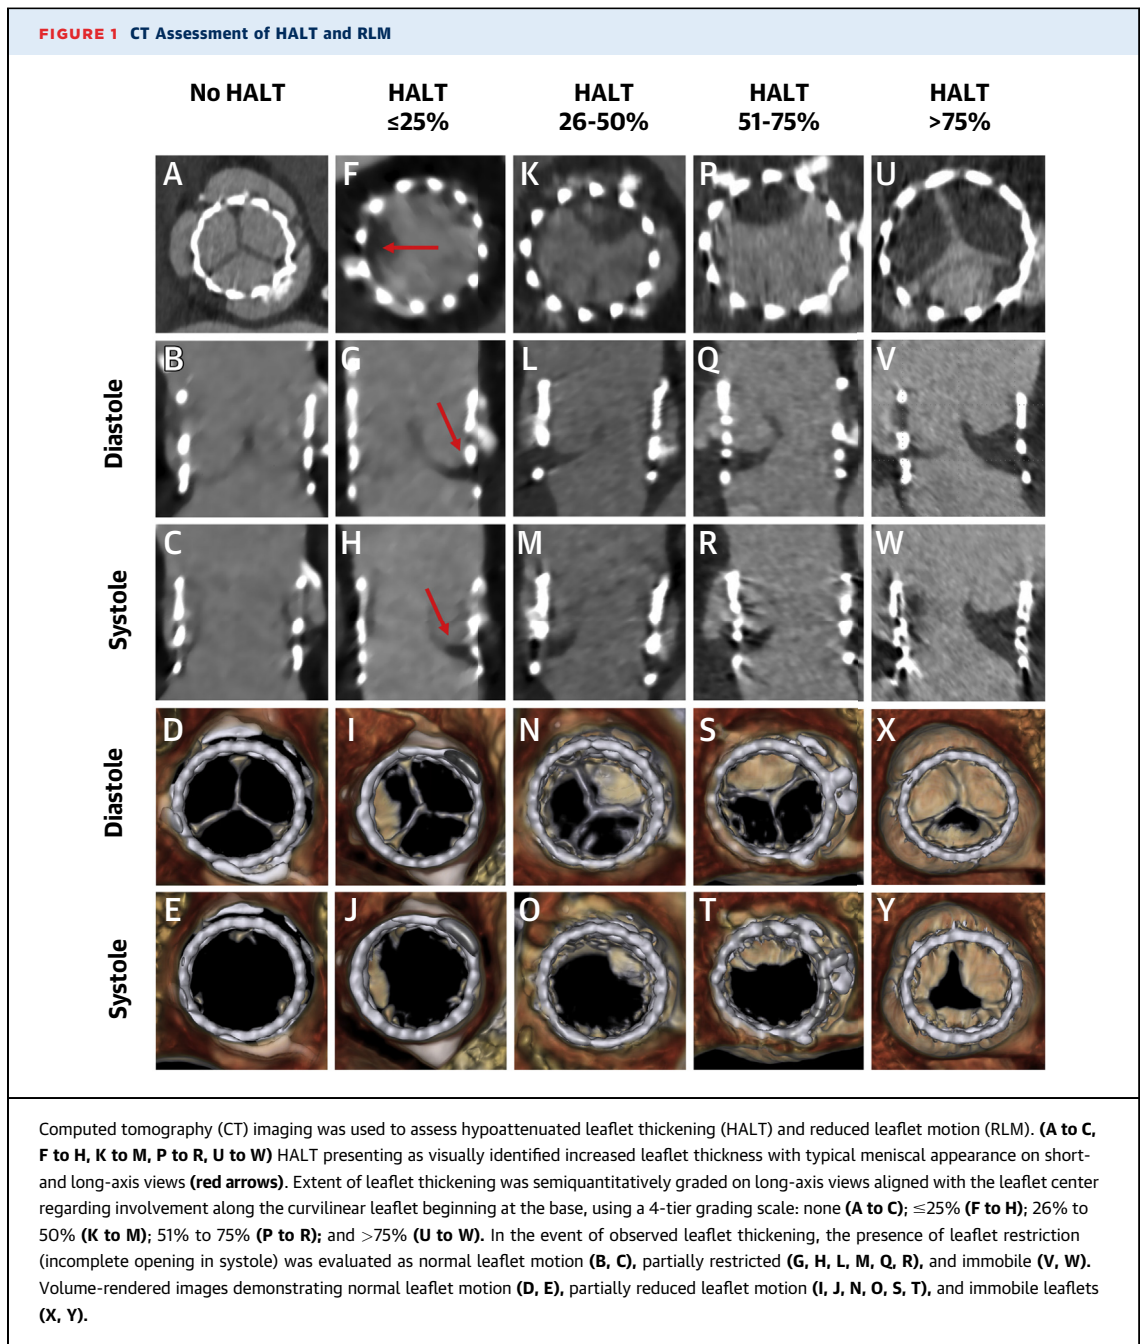 FIGURE 1 CT Assessment of HALT and RLM
No HALT HALT HALT HALT HALT
≤25% 26-50% 51-75% >75%
A F K P U
Diastole
B G L Q V
Systole
C H M R W
Diastole
D I N S X
Systole
E J O T Y
Computed tomography (CT) imaging was used to assess hypoattenuated leaflet thickening (HALT) and reduced leaflet motion (RLM). (A to C,
F to H, K to M, P to R, U to W) HALT presenting as visually identified increased leaflet thickness with typical meniscal appearance on short-
and long-axis views (red arrows). Extent of leaflet thickening was semiquantitatively graded on long-axis views aligned with the leaflet center
regarding involvement along the curvilinear leaflet beginning at the base, using a 4-tier grading scale: none (A to C); ≤25% (F to H); 26% to
50% (K to M); 51% to 75% (P to R); and >75% (U to W). In the event of observed leaflet thickening, the presence of leaflet restriction
(incomplete opening in systole) was evaluated as normal leaflet motion (B, C), partially restricted (G, H, L, M, Q, R), and immobile (V, W).
Volume-rendered images demonstrating normal leaflet motion (D, E), partially reduced leaflet motion (I, J, N, O, S, T), and immobile leaflets
(X, Y).